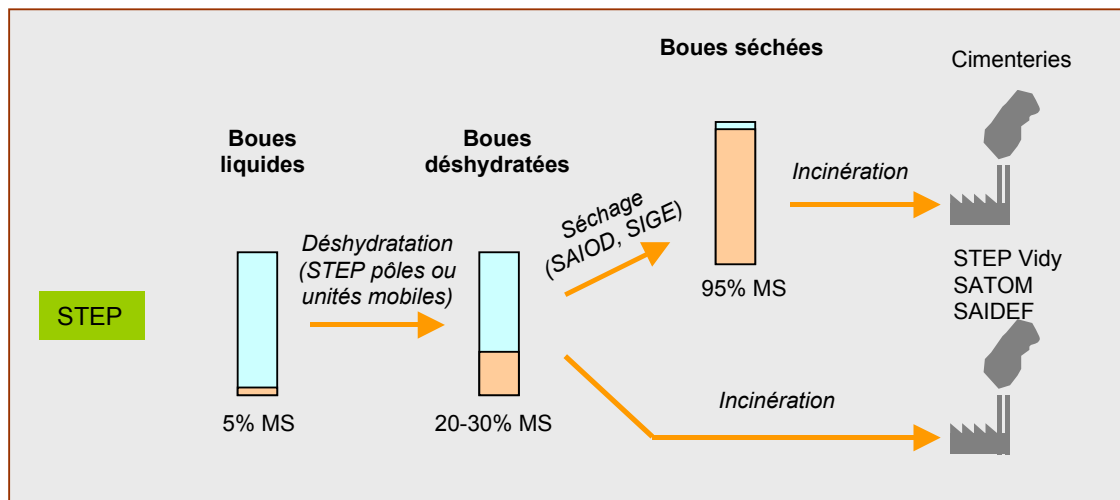 STEP
Boues
liquides
5% MS
Déshydratation
(STEP pôles ou
unités mobiles)
Boues
déshydratées
20-30% MS
Séchage
(SAIOD, SIGE)
Boues séchées
95% MS
Incinération
Cimenteries
Incinération
STEP Vidy
SATOM
SAIDEF